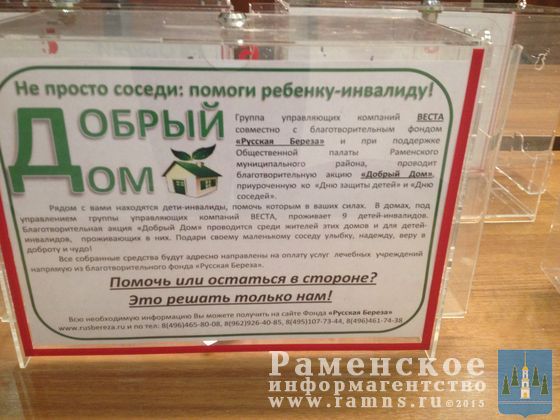 Не просто соседи: помоги ребенку-инвалиду!
ДОБРЫЙ
ДОМ
Группа управляющих компаний ВЕСТА
совместно с благотворительным фондом
«Русская Береза» и при поддержке
Общественной палаты Раменского
муниципального района, проводит
благотворительную акцию «Добрый Дом»,
приуроченную ко «Дню защиты детей» и «Дню
соседей».
Рядом с вами находятся дети-инвалиды, помочь которым в ваших силах. В домах, под
управлением группы управляющих компаний ВЕСТА, проживает 9 детей-инвалидов.
Благотворительная акция «Добрый Дом» проводится среди жителей этих домов и для детей-
инвалидов, проживающих в них. Подари своему маленькому соседу улыбку, надежду, веру в
доброту и чудо!
Все собранные средства будут адресно направлены на оплату услуг лечебных учреждений
напрямую из благотворительного фонда «Русская Береза».
Помочь или остаться в стороне?
Это решать только нам!
Всю необходимую информацию Вы можете получить на сайте Фонда «Русская Береза»
www.rusbereza.ru и по тел: 8(496)465-80-08, 8(962)926-40-85, 8(495)107-73-44, 8(496)461-74-38
Раменское
информагентство
www.ramns.ru ©2015